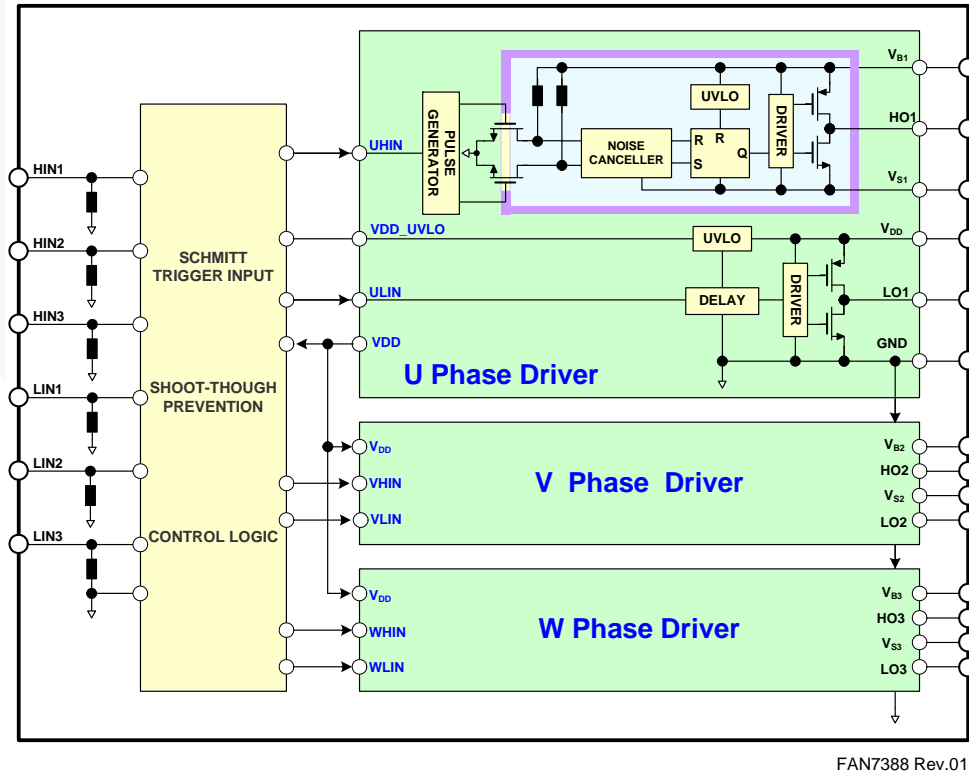 HIN1
HIN2
HIN3
LIN1
LIN2
LIN3
SCHMITT
TRIGGER INPUT
SHOOT-THOUGH
PREVENTION
CONTROL LOGIC
UHIN
VDD_UVLO
ULIN
VDD
PULSE
GENERATOR
NOISE
CANCELLER
UVLO
R
R
S
Q
DRIVER
VB1
HO1
VS1
UVLO
DELAY
DRIVER
VDD
LO1
GND
U Phase Driver
VDD
VHIN
VLIN
V Phase Driver
VB2
HO2
VS2
LO2
VDD
WHIN
WLIN
W Phase Driver
VB3
HO3
VS3
LO3
FAN7388 Rev.01